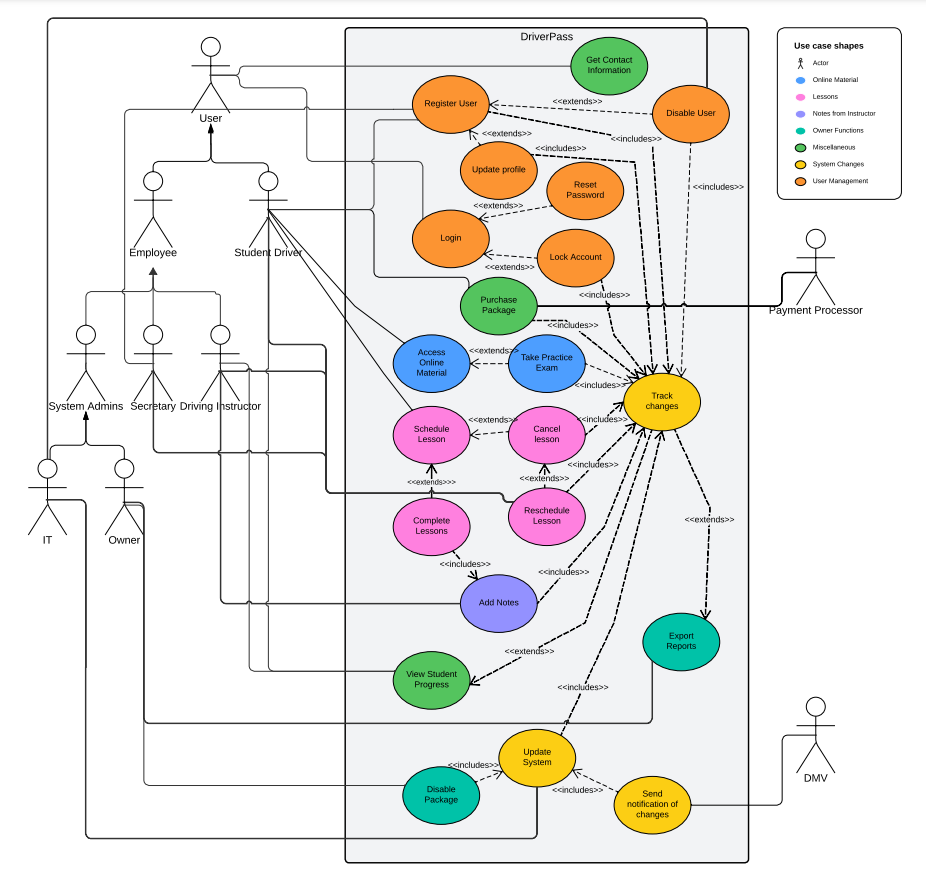 DriverPass
Use case shapes
Actor
Online Material
Lessons
Notes from Instructor
Owner Functions
Miscellaneous
System Changes
User Management
Get Contact
Information
Register User
<<extends>>
Disable User
User
<<extends>>
<<includes>>
<<includes>>
Update profile
Reset
Password
<<includes>>
<<extends>>
Login
Employee
Student Driver
Lock Account
<<extends>>
<<includes>>
Purchase
Package
Payment Processor
<<includes>>
Access
Online
Material
<<extends>>
Take Practice
Exam
<<includes>>
Track
changes
System Admins
Secretary
Driving Instructor
Schedule
Lesson
<<extends>>
Cancel
lesson
<<includes>>
<<includes>>
<<extends>>>
<<extends>>
Complete
Lessons
Reschedule
Lesson
<<extends>>
IT
Owner
<<includes>>
<<includes>>
Add Notes
Export
Reports
<<extends>>
View Student
Progress
<<includes>>
Update
System
<<includes>>
Disable
Package
<<includes>>
Send
notification of
changes
DMV